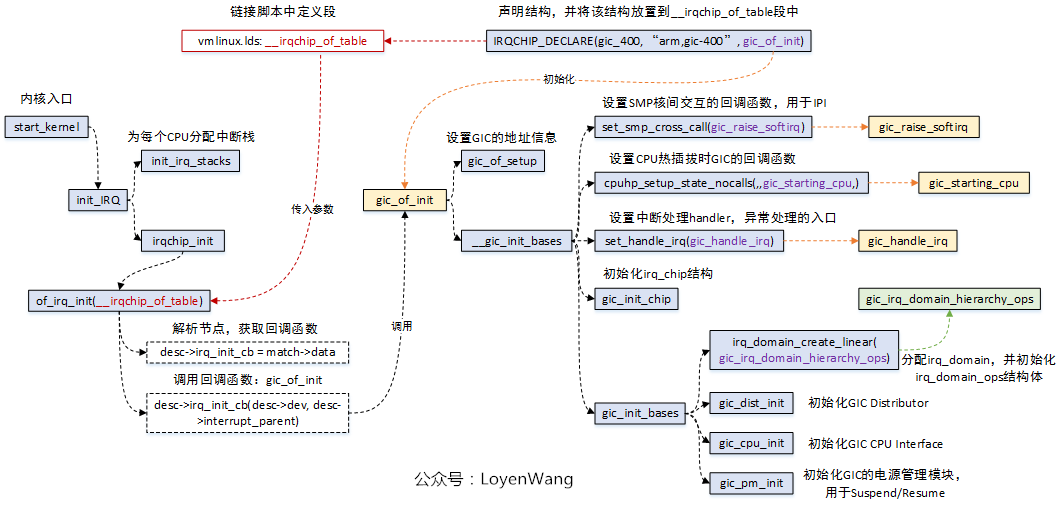 链接脚本中定义段
声明结构，并将该结构放置到__irqchip_of_table段中
vmlinux.lds: __irqchip_of_table
IRQCHIP_DECLARE(gic_400, “arm,gic-400”, gic_of_init)
初始化
内核入口
start_kernel
为每个CPU分配中断栈
init_irq_stacks
init_IRQ
irqchip_init
传入参数
of_irq_init(__irqchip_of_table)
解析节点，获取回调函数
desc->irq_init_cb = match->data
调用回调函数：gic_of_init
desc->irq_init_cb(desc->dev, desc-
>interrupt_parent)
调用
gic_of_init
设置GIC的地址信息
gic_of_setup
__gic_init_bases
设置SMP核间交互的回调函数，用于IPI
set_smp_cross_call(gic_raise_softirq)
gic_raise_softirq
设置CPU热插拔时GIC的回调函数
cpuhp_setup_state_nocalls(,,gic_starting_cpu,)
gic_starting_cpu
设置中断处理handler，异常处理的入口
set_handle_irq(gic_handle_irq)
gic_handle_irq
初始化irq_chip结构
gic_init_chip
gic_irq_domain_hierarchy_ops
irq_domain_create_linear(
gic_irq_domain_hierarchy_ops)
分配irq_domain，并初始化
irq_domain_ops结构体
gic_init_bases
gic_dist_init
初始化GIC Distributor
gic_cpu_init
初始化GIC CPU Interface
gic_pm_init
初始化GIC的电源管理模块，
用于Suspend/Resume
公众号：LoyenWang